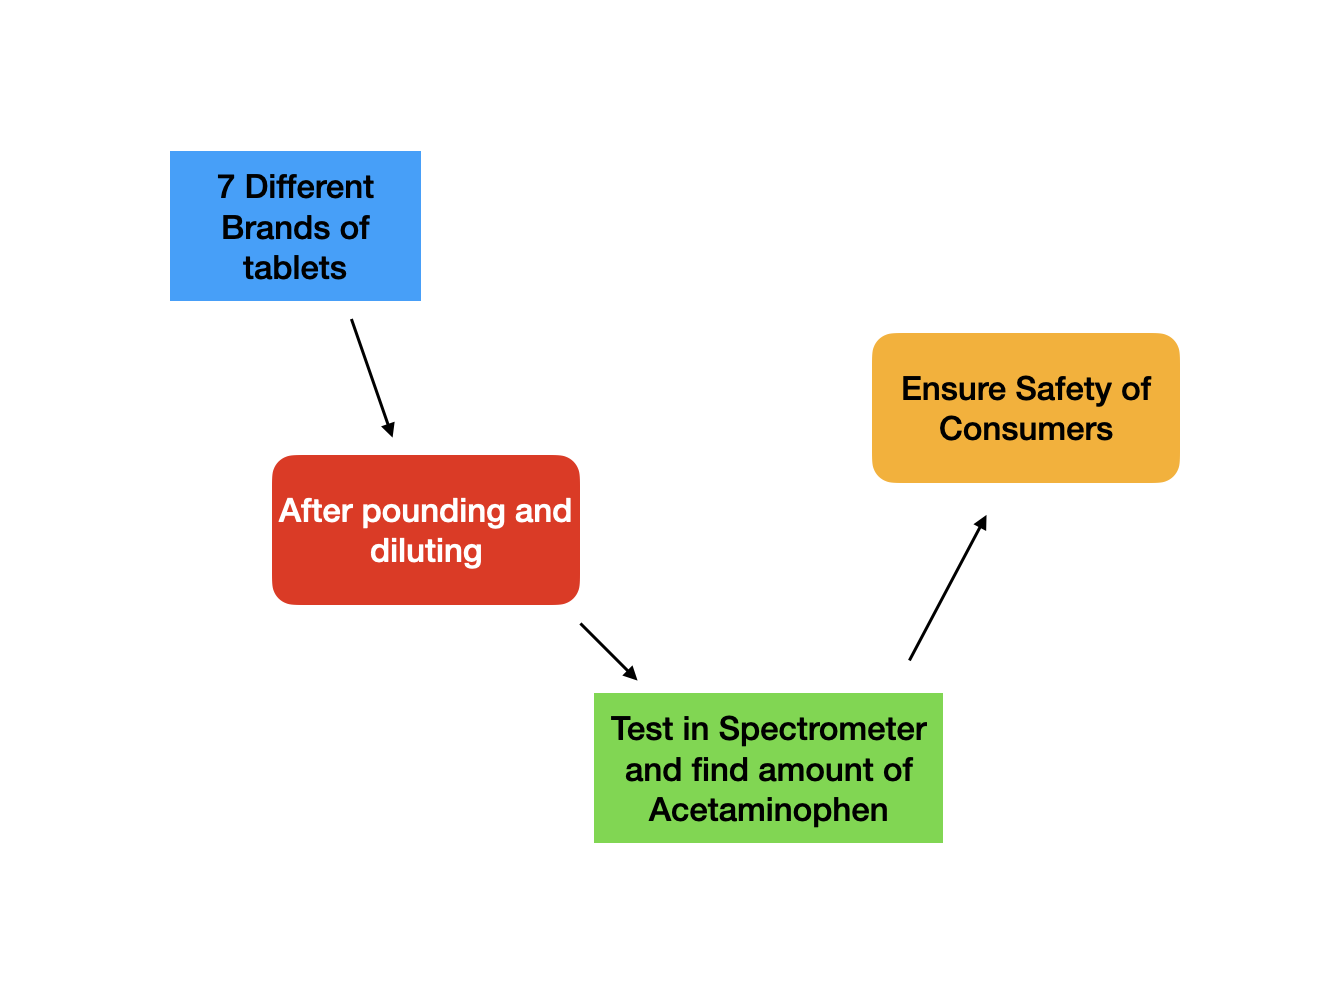 7 Different
Brands of
tablets
After pounding and
diluting
Test in Spectrometer
and find amount of
Acetaminophen
Ensure Safety of
Consumers